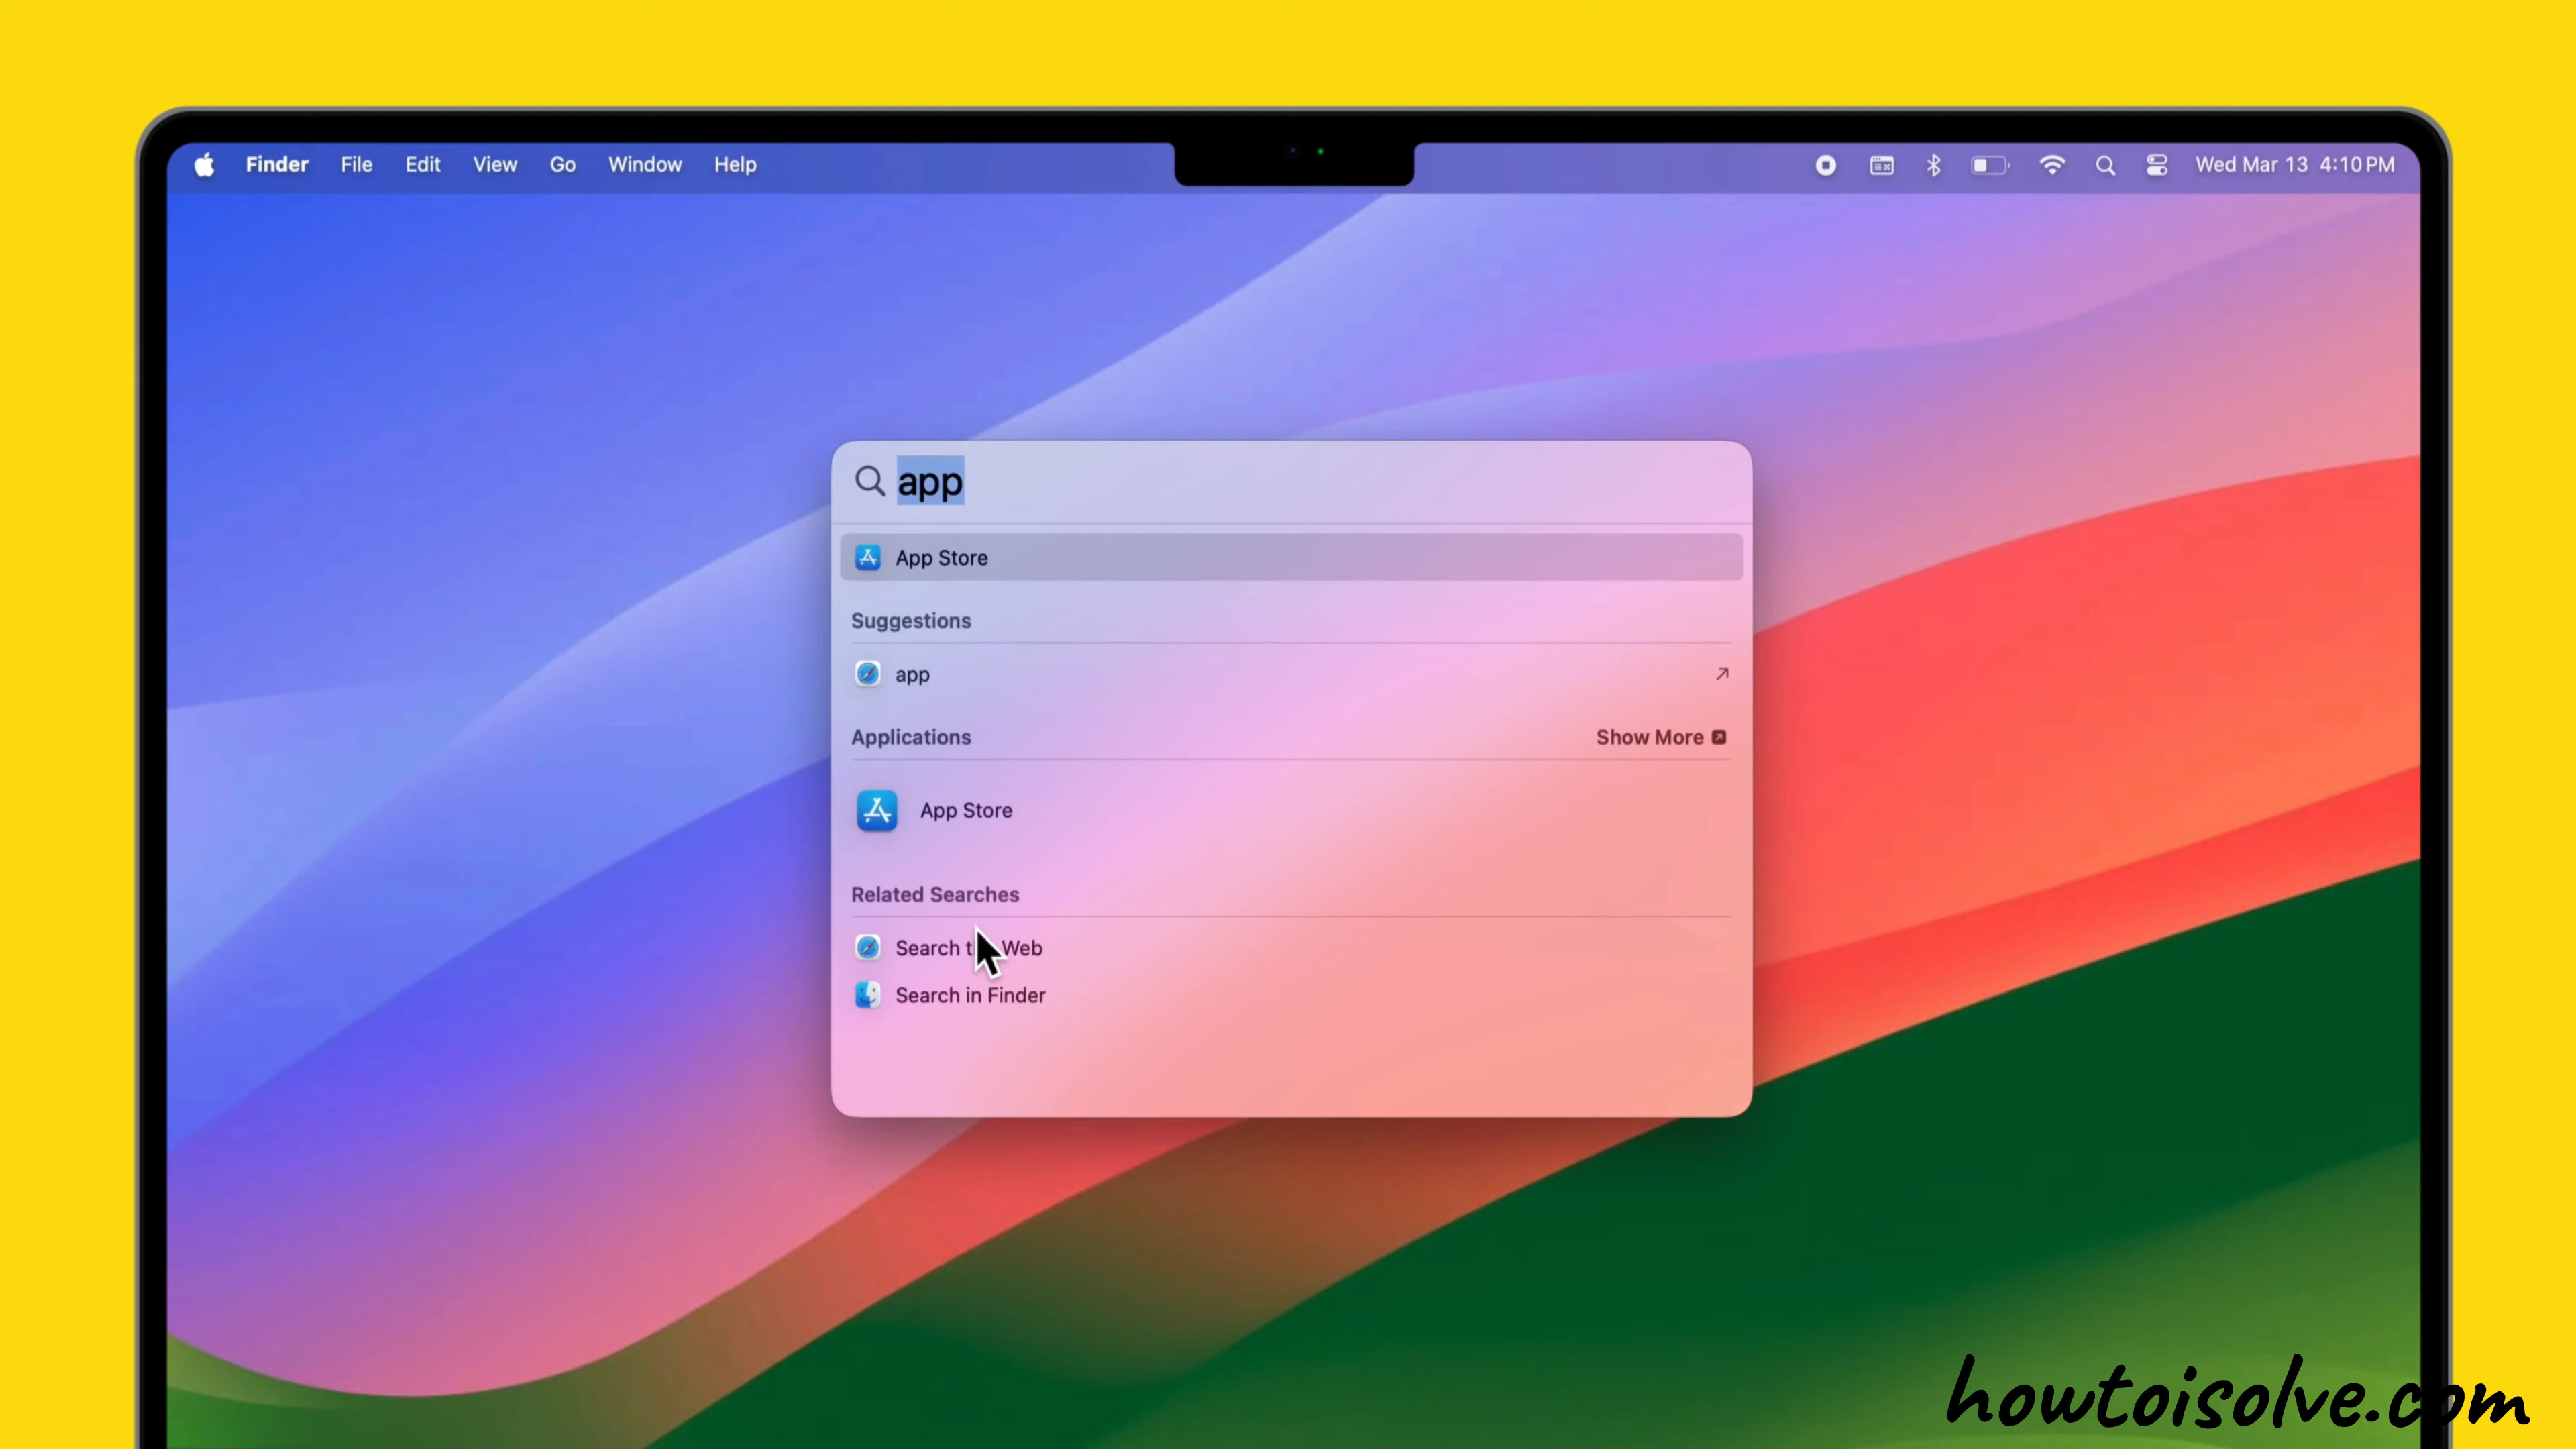 Finder File Edit View Go Window Help Wed Mar 13 4:10 PM
app
App Store
Suggestions
app
Applications Show More
App Store
Related Searches
Search t Web
Search in Finder
howtoisolve.com